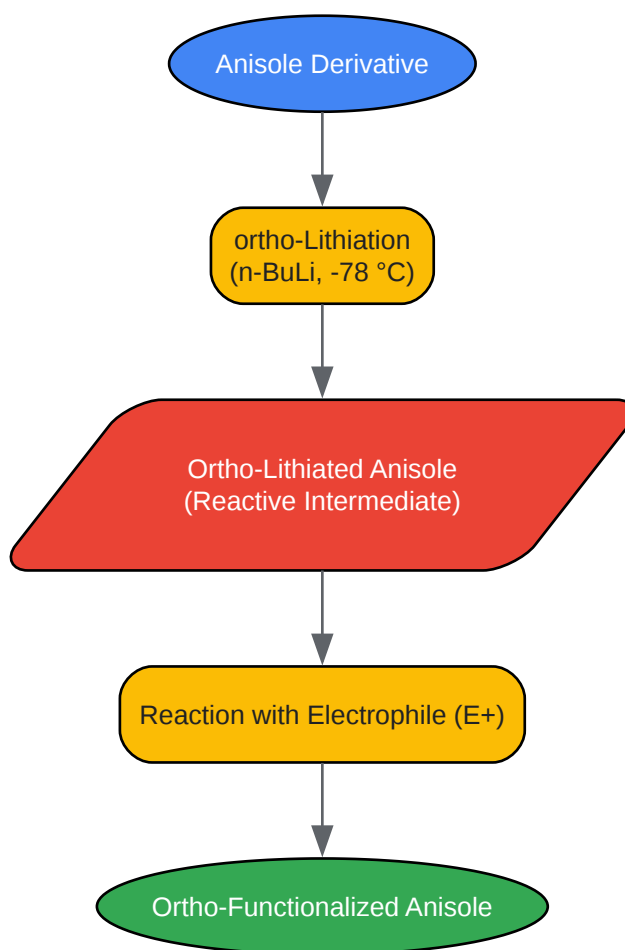 Anisole Derivative
ortho-Lithiation
(n-BuLi, -78 °C)
Ortho-Lithiated Anisole
(Reactive Intermediate)
Reaction with Electrophile (E+)
Ortho-Functionalized Anisole